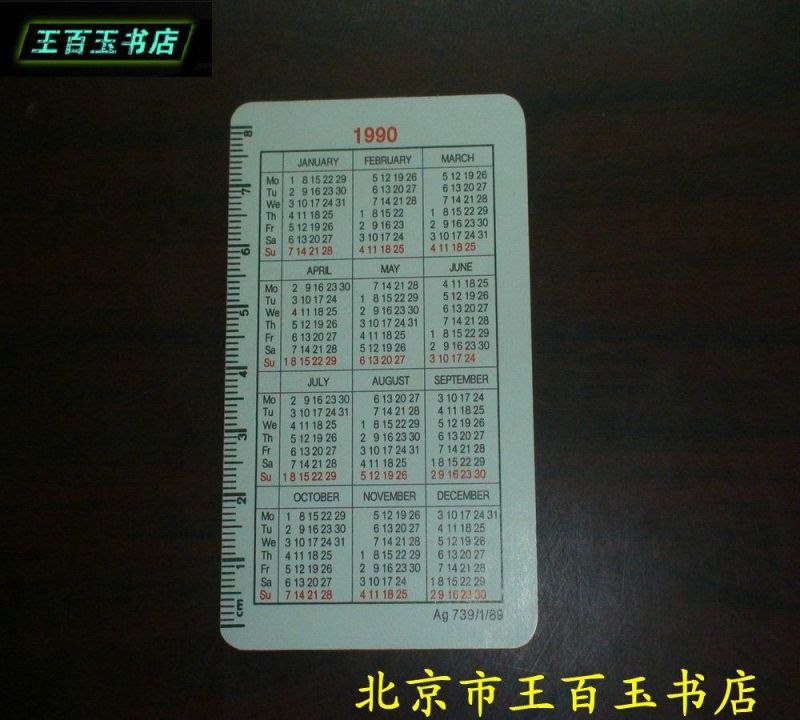 王百玉书店
1990
JANUARY FEBRUARY MARCH
Mo 1 8 15 22 29 5 12 19 26 5 12 19 26
Tu 2 9 16 23 30 6 13 20 27 6 13 20 27
We 3 10 17 24 31 7 14 21 28 7 14 21 28
Th 4 11 18 25 1 8 15 22 1 8 15 22 29
Fr 5 12 19 26 2 9 16 23 2 9 16 23 30
Sa 6 13 20 27 3 10 17 24 3 10 17 24 31
Su 7 14 21 28 4 11 18 25 4 11 18 25
APRIL MAY JUNE
Mo 2 9 16 23 30 7 14 21 28 4 11 18 25
Tu 3 10 17 24 1 8 15 22 29 5 12 19 26
We 4 11 18 25 2 9 16 23 30 6 13 20 27
Th 5 12 19 26 3 10 17 24 31 7 14 21 28
Fr 6 13 20 27 4 11 18 25 1 8 15 22 29
Sa 7 14 21 28 5 12 19 26 2 9 16 23 30
Su 1 8 15 22 29 6 13 20 27 3 10 17 24
JULY AUGUST SEPTEMBER
Mo 2 9 16 23 30 6 13 20 27 3 10 17 24
Tu 3 10 17 24 31 7 14 21 28 4 11 18 25
We 4 11 18 25 1 8 15 22 29 5 12 19 26
Th 5 12 19 26 2 9 16 23 30 6 13 20 27
Fr 6 13 20 27 3 10 17 24 31 7 14 21 28
Sa 7 14 21 28 4 11 18 25 1 8 15 22 29
Su 1 8 15 22 29 5 12 19 26 2 9 16 23 30
OCTOBER NOVEMBER DECEMBER
Mo 1 8 15 22 29 5 12 19 26 3 10 17 24 31
Tu 2 9 16 23 30 6 13 20 27 4 11 18 25
We 3 10 17 24 31 7 14 21 28 5 12 19 26
Th 4 11 18 25 1 8 15 22 29 6 13 20 27
Fr 5 12 19 26 2 9 16 23 30 7 14 21 28
Sa 6 13 20 27 3 10 17 24 1 8 15 22 29
Su 7 14 21 28 4 11 18 25 2 9 16 23 30
Ag 739/1/89
8 7 6 5 4 3 2 1 cm
北京市王百玉书店